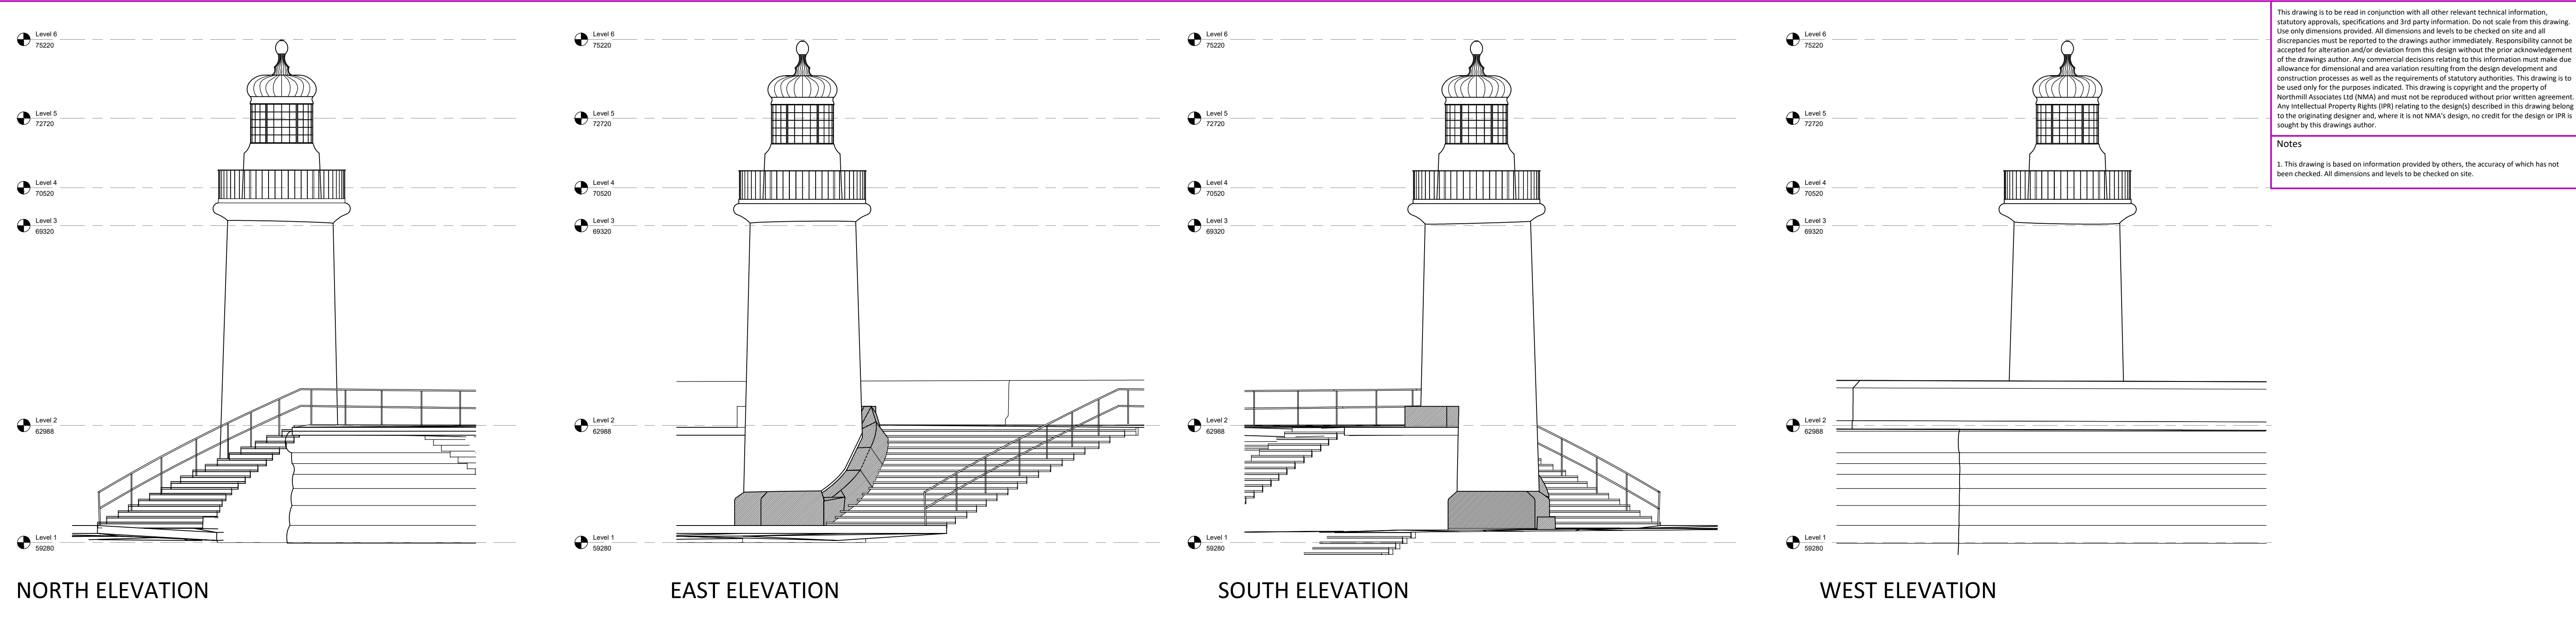 Level 6
75220
Level 5
72720
Level 4
70520
Level 3
69320
Level 2
62988
Level 1
59280
NORTH ELEVATION
Level 6
75220
Level 5
72720
Level 4
70520
Level 3
69320
Level 2
62988
Level 1
59280
EAST ELEVATION
Level 6
75220
Level 5
72720
Level 4
70520
Level 3
69320
Level 2
62988
Level 1
59280
SOUTH ELEVATION
Level 6
75220
Level 5
72720
Level 4
70520
Level 3
69320
Level 2
62988
Level 1
59280
WEST ELEVATION
This drawing is to be read in conjunction with all other relevant technical information,
statutory approvals, specifications and 3rd party information. Do not scale from this drawing.
Use only dimensions provided. All dimensions and levels to be checked on site and all
discrepancies must be reported to the drawings author immediately. Responsibility cannot be
accepted for alteration and/or deviation from this design without the prior acknowledgement
of the drawings author. Any commercial decisions relating to this information must make due
allowance for dimensional and area variation resulting from the design development and
construction processes as well as the requirements of statutory authorities. This drawing is to
be used only for the purposes indicated. This drawing is copyright and the property of
Northmill Associates Ltd (NMA) and must not be reproduced without prior written agreement.
Any Intellectual Property Rights (IPR) relating to the design(s) described in this drawing belong
to the originating designer and, where it is not NMA's design, no credit for the design or IPR is
sought by this drawings author.
Notes
1. This drawing is based on information provided by others, the accuracy of which has not
been checked. All dimensions and levels to be checked on site.